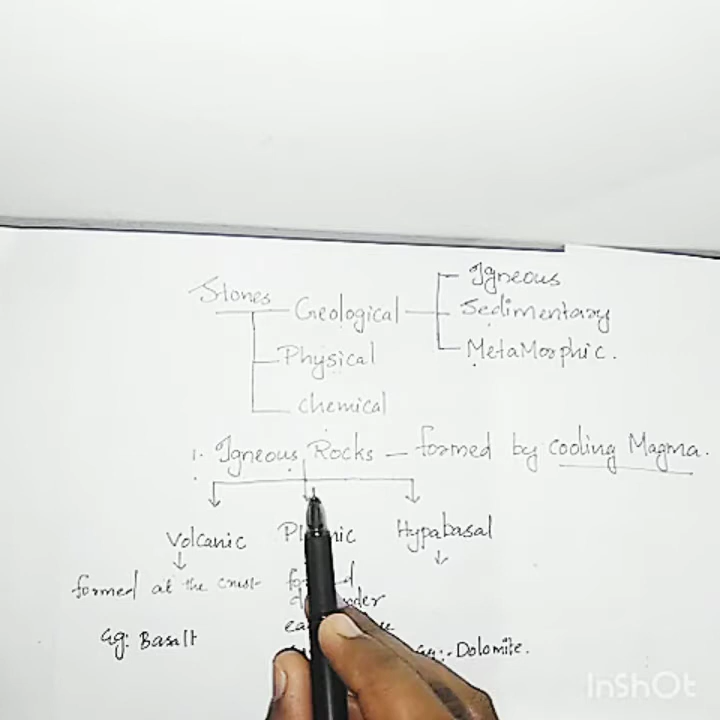 Stones
Geological
Igneous
Sedimentary
MetaMorphic.
Physical
chemical
1. Igneous Rocks – formed by cooling Magma.
Volcanic
Hypabasal
formed at the crust
Eg: Basalt
Dolomite.
InShOt